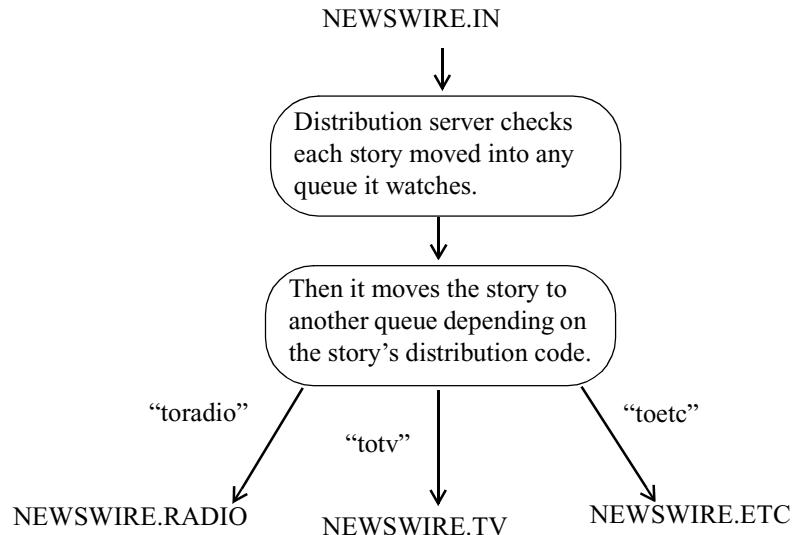 NEWSWIRE.IN
Distribution server checks
each story moved into any
queue it watches.
Then it moves the story to
another queue depending on
the story’s distribution code.
“toradio”
“totv”
“toetc”
NEWSWIRE.RADIO
NEWSWIRE.TV
NEWSWIRE.ETC